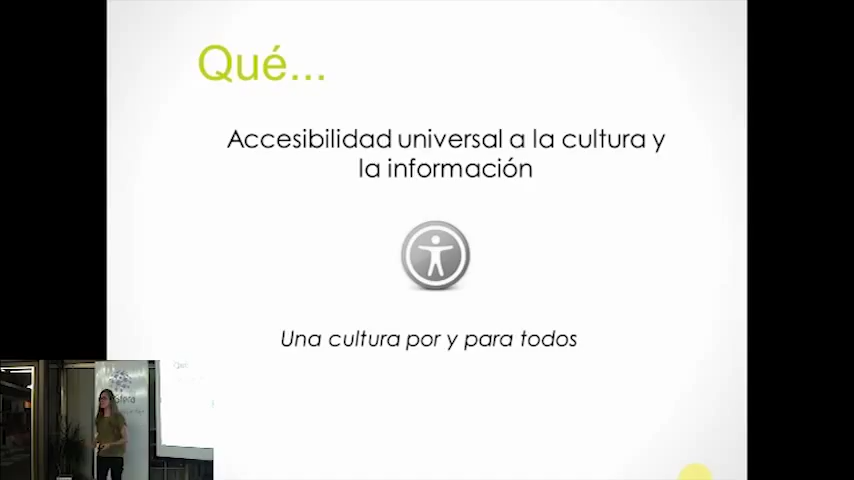 Qué...
Accesibilidad universal a la cultura y
la información
Una cultura por y para todos